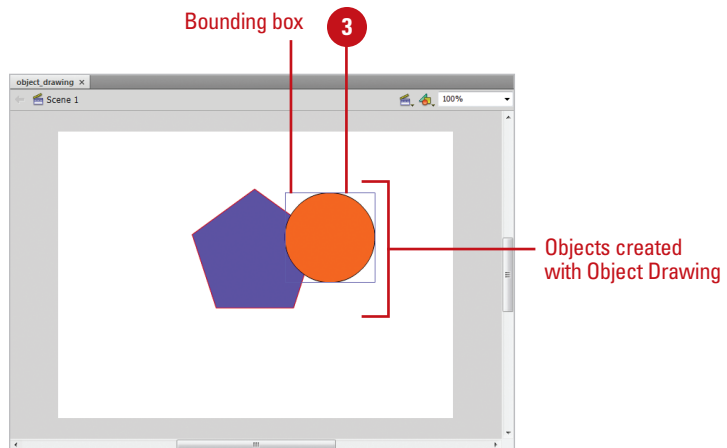 Bounding box
3
object_drawing ×
Scene 1
100%
Objects created
with Object Drawing